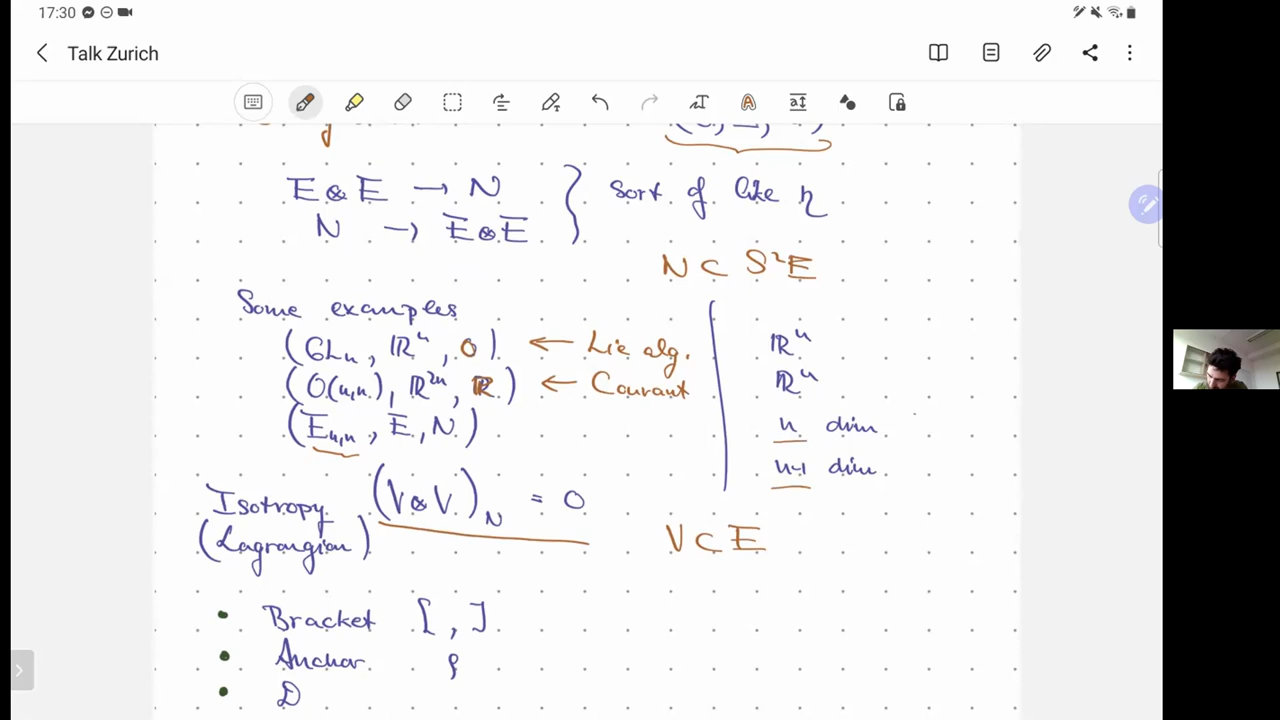 17:30
Talk Zurich
E⊗E → N } sort of like η
N → E⊗E
N ⊂ S²E
Some examples
(GLₙ, ℝⁿ, 0) ← Lie alg. | ℝⁿ
(O(n,n), ℝ²ⁿ, ℝ) ← Courant | ℝⁿ
(Eₙ,ₙ, E, N) | n dim
n-1 dim
Isotropy (V⊗V)_N = 0
(Lagrangian) V ⊂ E
• Bracket [ , ]
• Anchor ρ
• D